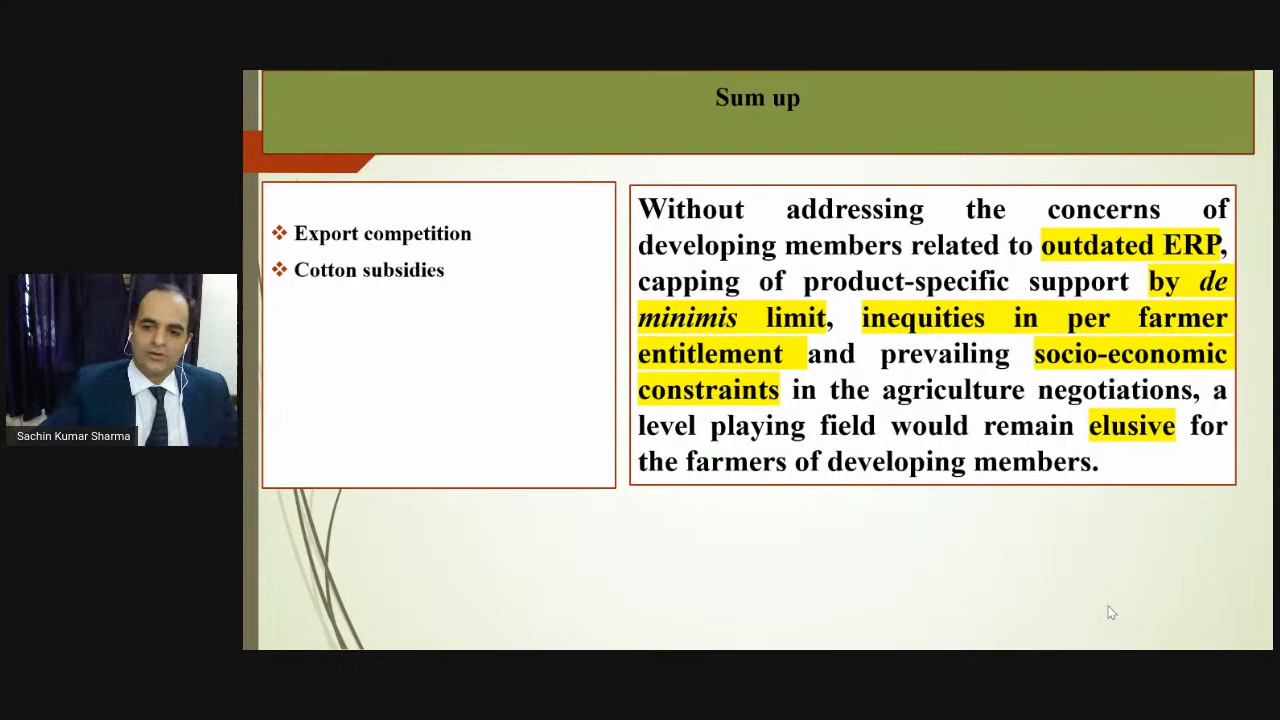 Sum up
Export competition
Cotton subsidies
Without addressing the concerns of
developing members related to outdated ERP,
capping of product-specific support by de
minimis limit, inequities in per farmer
entitlement and prevailing socio-economic
constraints in the agriculture negotiations, a
level playing field would remain elusive for
the farmers of developing members.
Sachin Kumar Sharma